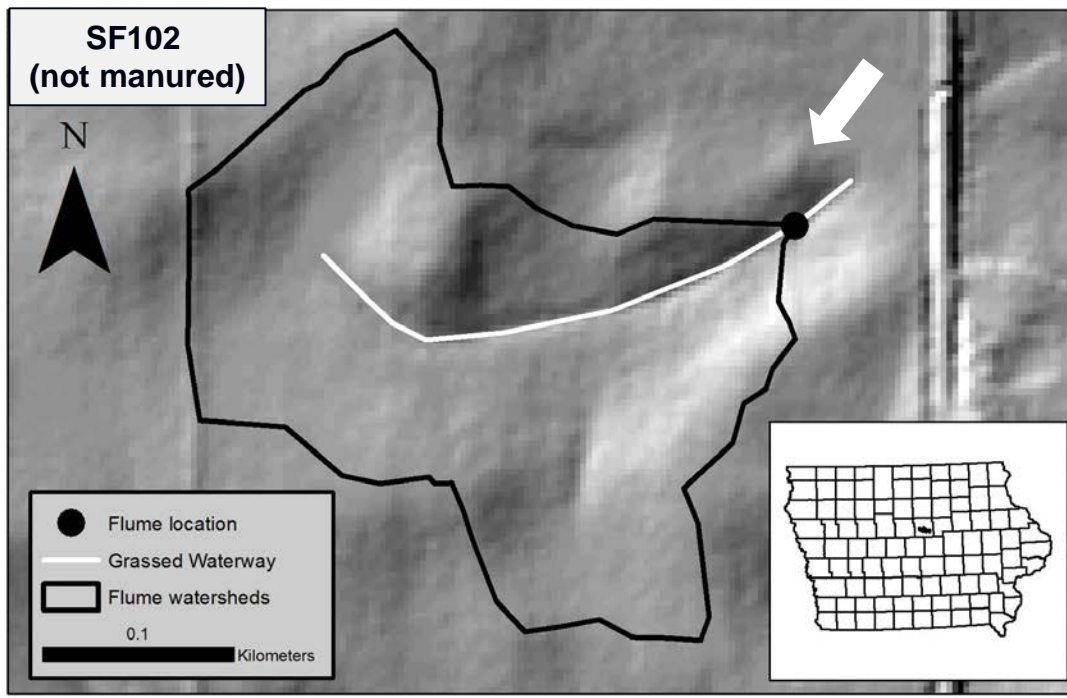 SF102
(not manured)
N
Flume location
Grassed Waterway
Flume watersheds
0.1
Kilometers